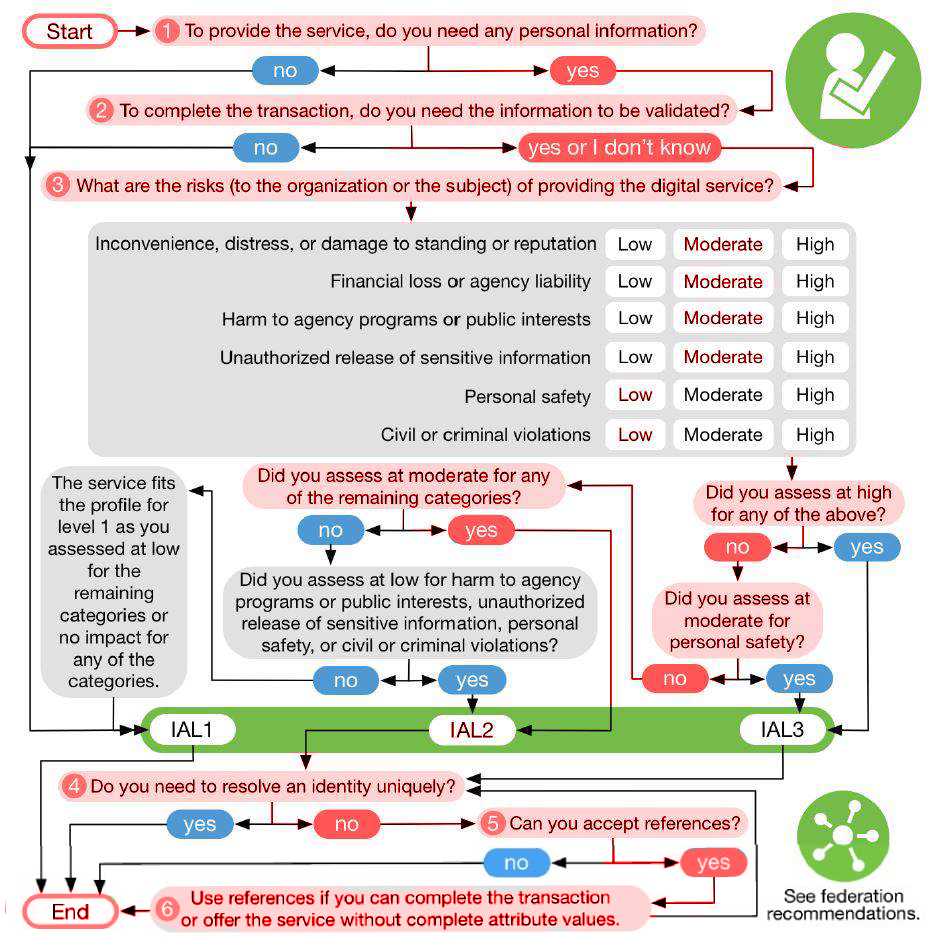 Start
1 To provide the service, do you need any personal information?
no
yes
2 To complete the transaction, do you need the information to be validated?
no
yes or I don't know
3 What are the risks (to the organization or the subject) of providing the digital service?
Inconvenience, distress, or damage to standing or reputation Low Moderate High
Financial loss or agency liability Low Moderate High
Harm to agency programs or public interests Low Moderate High
Unauthorized release of sensitive information Low Moderate High
Personal safety Low Moderate High
Civil or criminal violations Low Moderate High
Did you assess at high
for any of the above?
no
yes
Did you assess at
moderate for
personal safety?
no
yes
Did you assess at moderate for any
of the remaining categories?
no
yes
Did you assess at low for harm to agency
programs or public interests, unauthorized
release of sensitive information, personal
safety, or civil or criminal violations?
no
yes
The service fits
the profile for
level 1 as you
assessed at low
for the
remaining
categories or
no impact for
any of the
categories.
IAL1
IAL2
IAL3
4 Do you need to resolve an identity uniquely?
yes
no
5 Can you accept references?
no
yes
6 Use references if you can complete the transaction
or offer the service without complete attribute values.
End
See federation
recommendations.